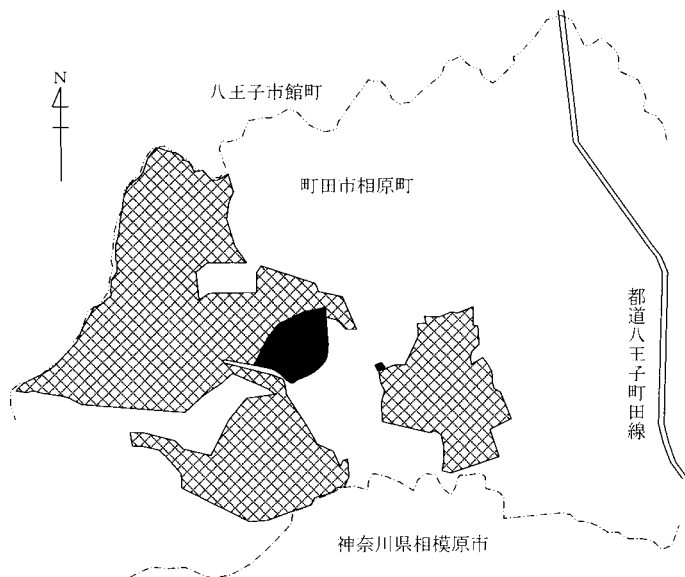 N
八王子市館町
町田市相原町
都道八王子町田線
神奈川県相模原市